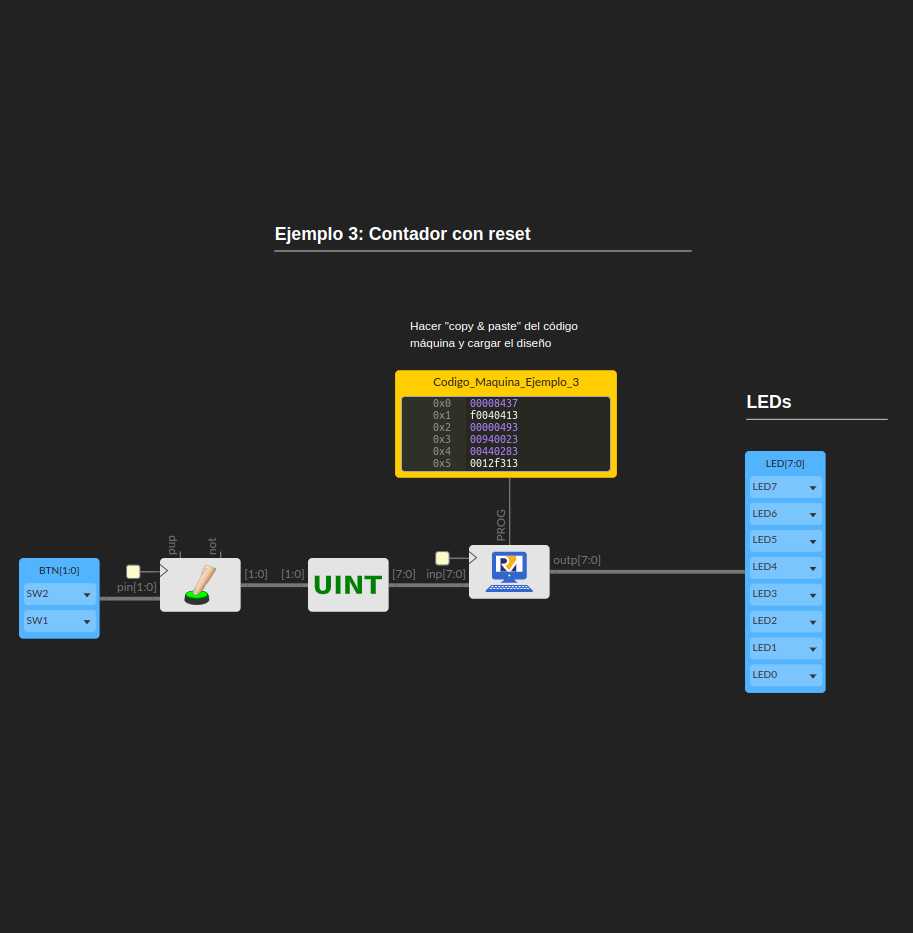 Ejemplo 3: Contador con reset
Hacer "copy & paste" del código
máquina y cargar el diseño
Codigo_Maquina_Ejemplo_3
0x0 00008437
0x1 f0040413
0x2 00000493
0x3 00940023
0x4 00440283
0x5 0012f313
LEDs
LED[7:0]
LED7
LED6
LED5
LED4
LED3
LED2
LED1
LED0
PROG
pup
not
BTN[1:0]
SW2
SW1
pin[1:0]
[1:0]
[1:0]
UINT
[7:0]
inp[7:0]
RV
outp[7:0]